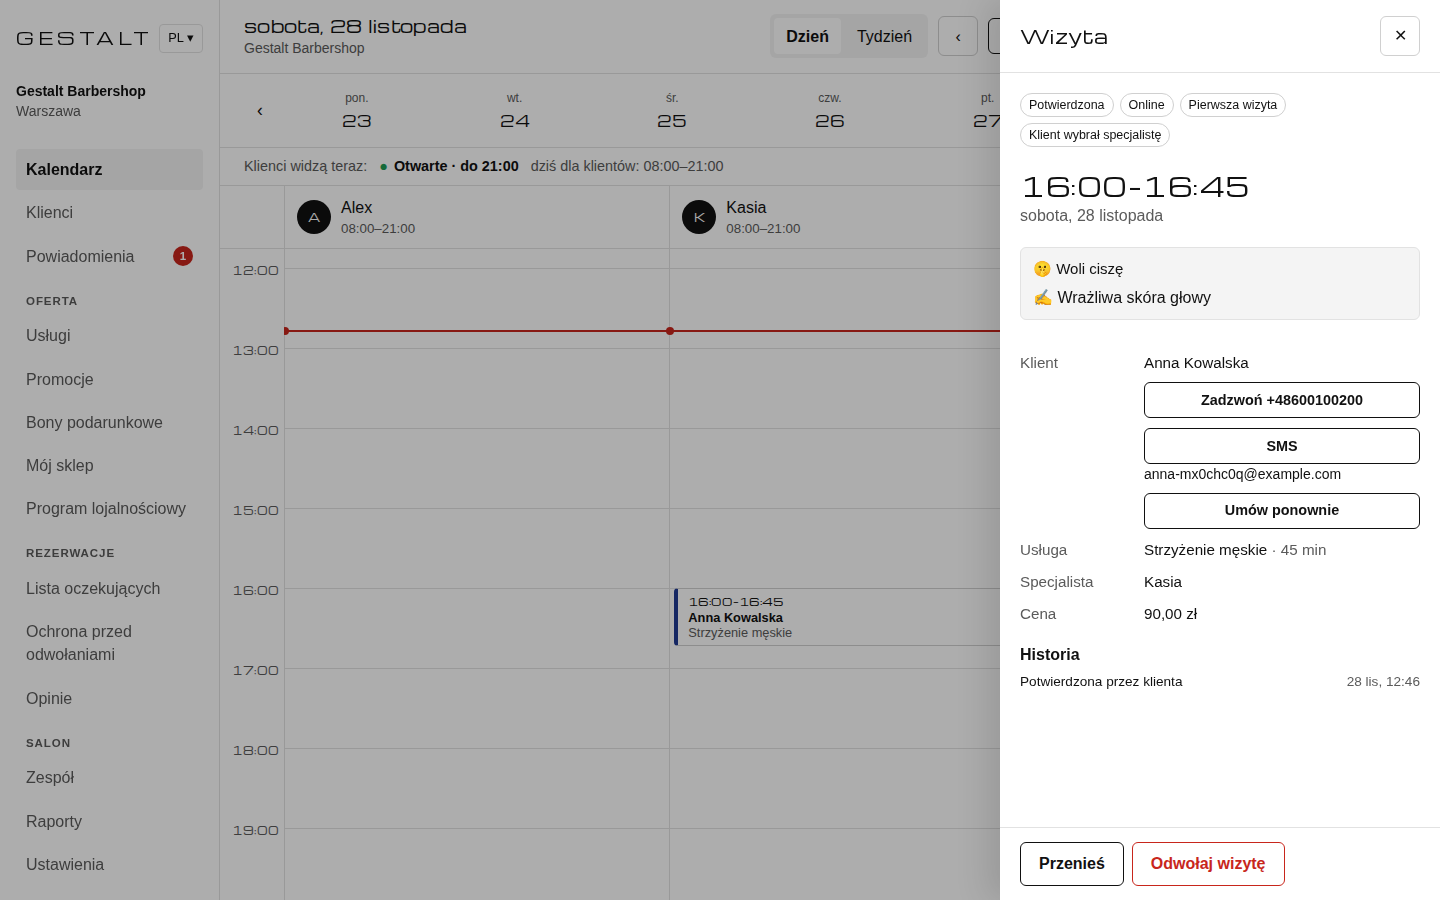 GESTALT
PL ▾
Gestalt Barbershop
Warszawa
Kalendarz
Klienci
Powiadomienia
1
OFERTA
Usługi
Promocje
Bony podarunkowe
Mój sklep
Program lojalnościowy
REZERWACJE
Lista oczekujących
Ochrona przed
odwołaniami
Opinie
SALON
Zespół
Raporty
Ustawienia
sobota, 28 listopada
Gestalt Barbershop
Dzień
Tydzień
‹
‹
pon.
23
wt.
24
śr.
25
czw.
26
pt.
27
Klienci widzą teraz: ● Otwarte · do 21:00 dziś dla klientów: 08:00–21:00
A
Alex
08:00–21:00
K
Kasia
08:00–21:00
12:00
13:00
14:00
15:00
16:00
17:00
18:00
19:00
16:00-16:45
Anna Kowalska
Strzyżenie męskie
Wizyta
✕
Potwierdzona
Online
Pierwsza wizyta
Klient wybrał specjalistę
16:00-16:45
sobota, 28 listopada
🤫 Woli ciszę
✍️ Wrażliwa skóra głowy
Klient
Anna Kowalska
Zadzwoń +48600100200
SMS
anna-mx0chc0q@example.com
Umów ponownie
Usługa
Strzyżenie męskie · 45 min
Specjalista
Kasia
Cena
90,00 zł
Historia
Potwierdzona przez klienta
28 lis, 12:46
Przenieś
Odwołaj wizytę